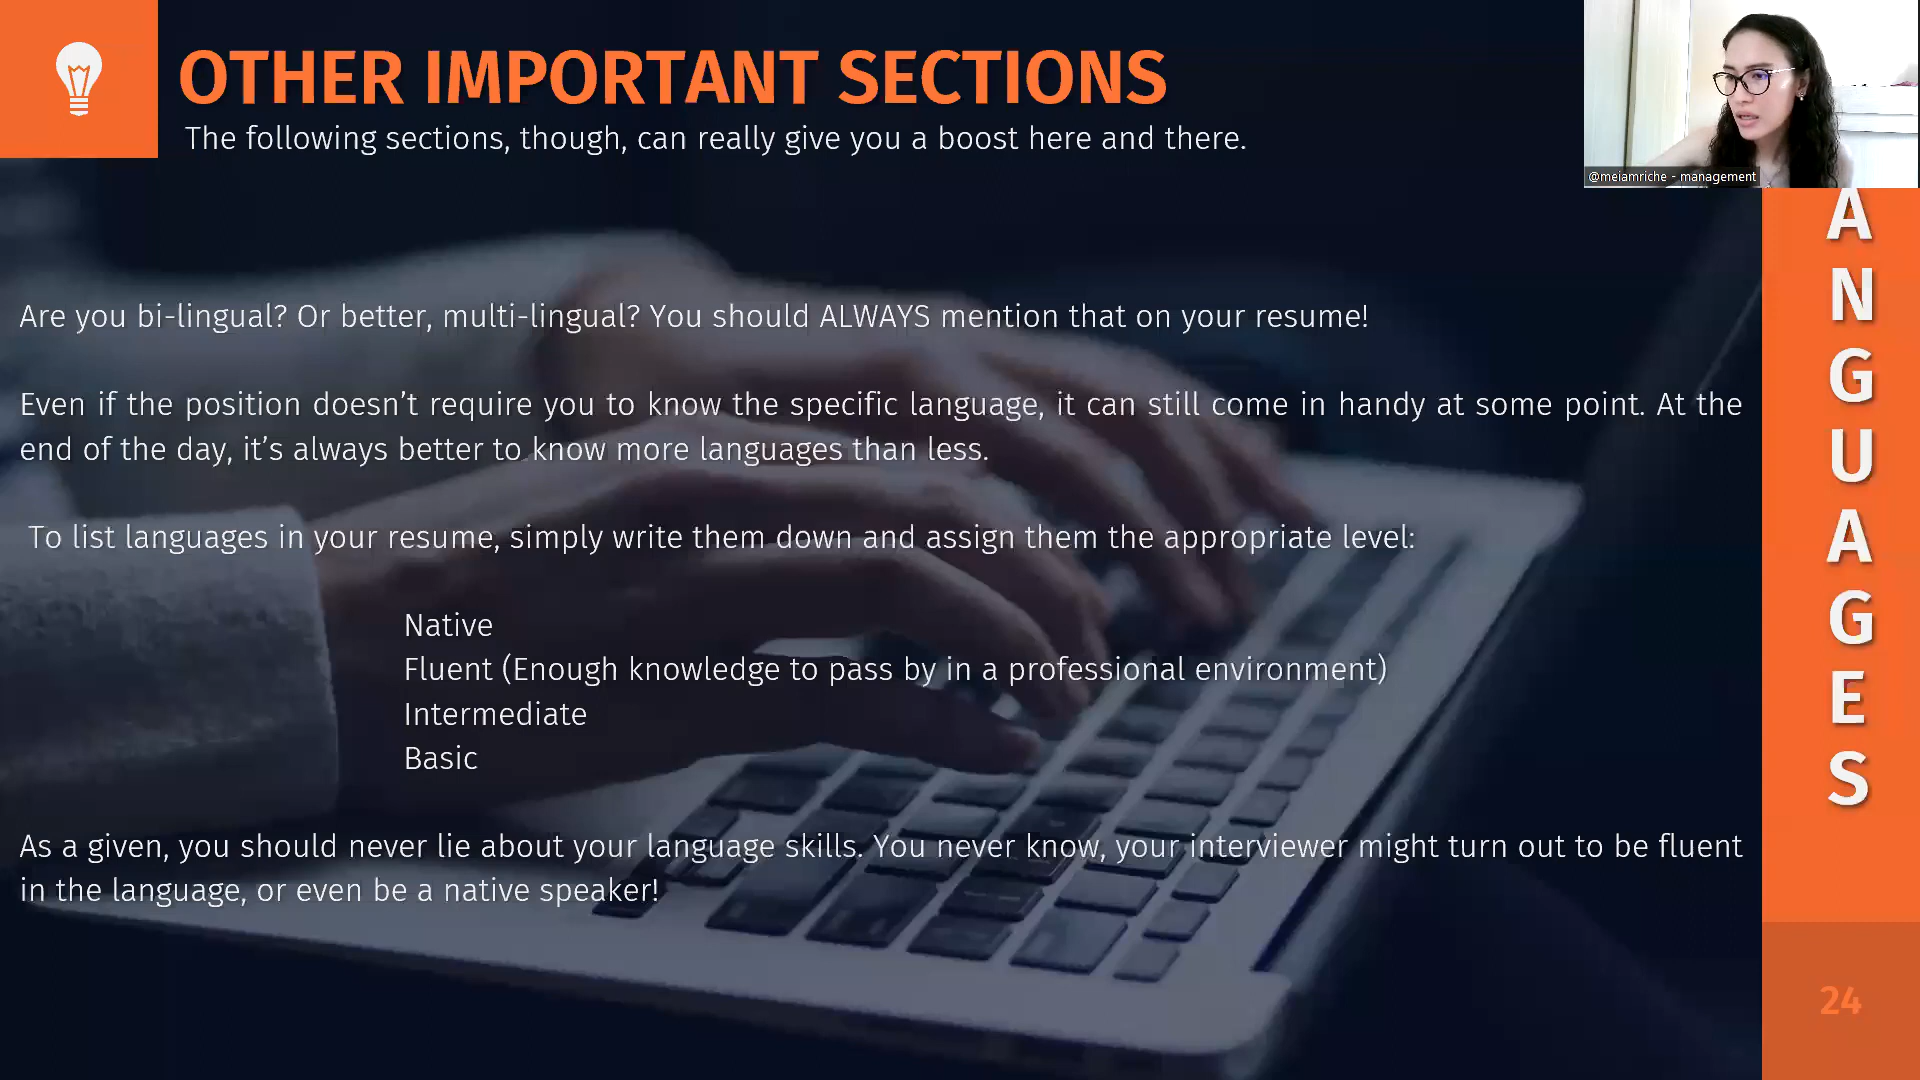 OTHER IMPORTANT SECTIONS
The following sections, though, can really give you a boost here and there.
@meiamriche - management
Are you bi-lingual? Or better, multi-lingual? You should ALWAYS mention that on your resume!
Even if the position doesn’t require you to know the specific language, it can still come in handy at some point. At the
end of the day, it’s always better to know more languages than less.
To list languages in your resume, simply write them down and assign them the appropriate level:
Native
Fluent (Enough knowledge to pass by in a professional environment)
Intermediate
Basic
As a given, you should never lie about your language skills. You never know, your interviewer might turn out to be fluent
in the language, or even be a native speaker!
A
N
G
U
A
G
E
S
24